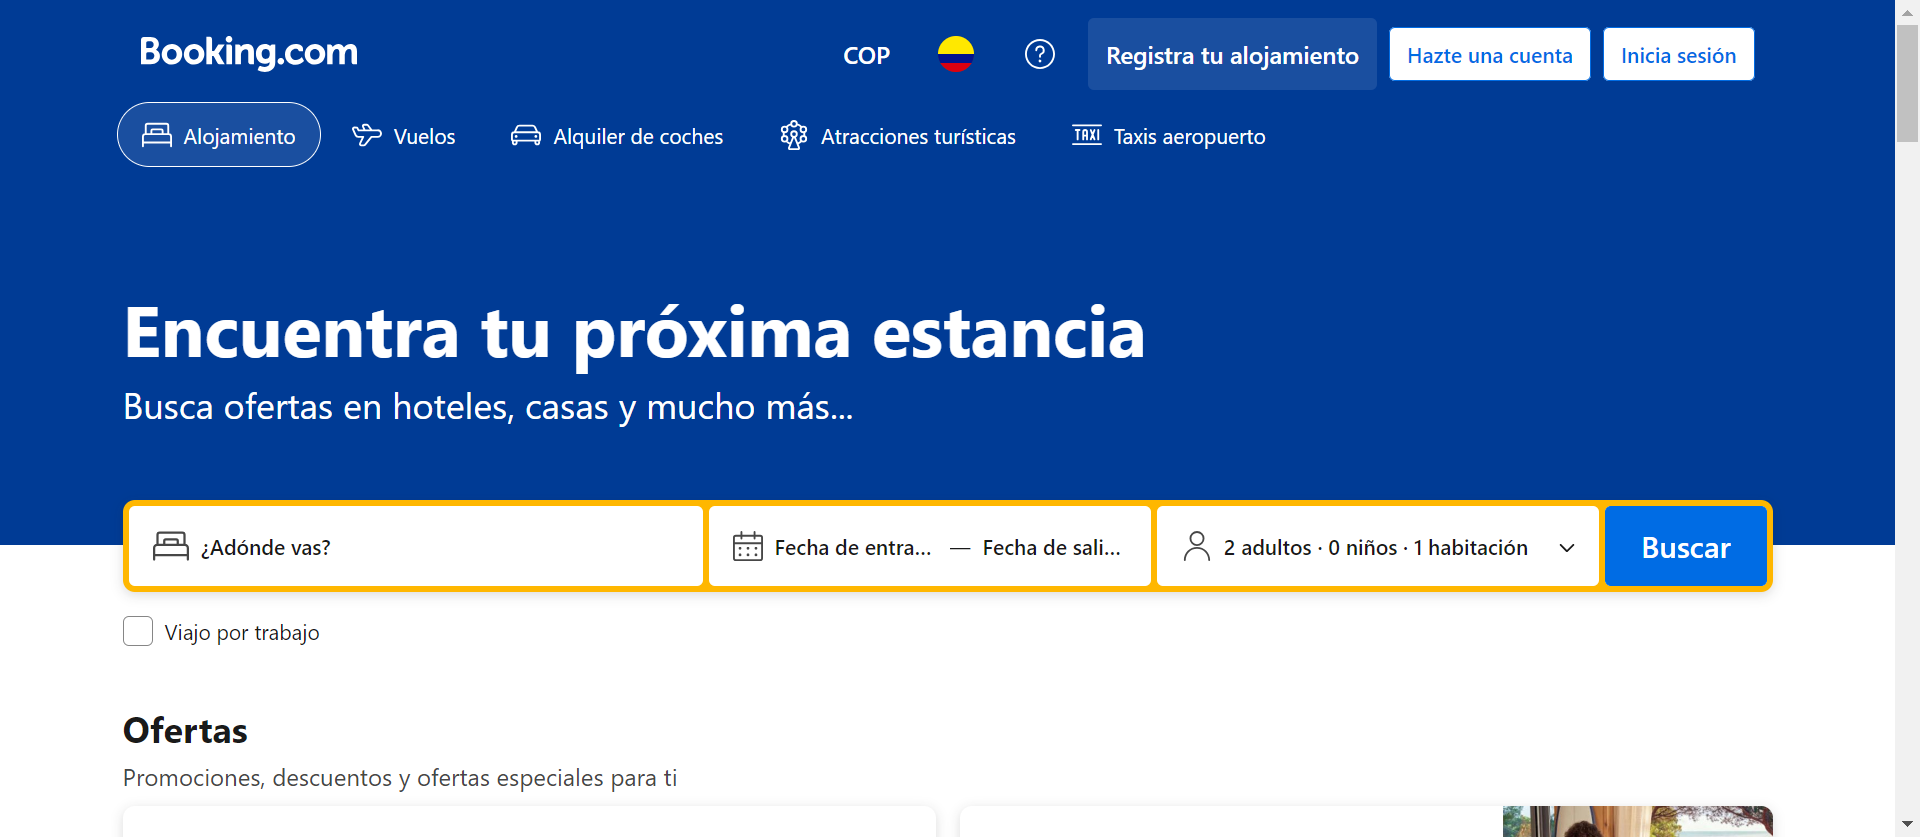 Booking.com
COP
Registra tu alojamiento
Hazte una cuenta
Inicia sesión
Alojamiento
Vuelos
Alquiler de coches
Atracciones turísticas
TAXI
Taxis aeropuerto
Encuentra tu próxima estancia
Busca ofertas en hoteles, casas y mucho más...
¿Adónde vas?
Fecha de entra... — Fecha de sali...
2 adultos · 0 niños · 1 habitación
Buscar
Viajo por trabajo
Ofertas
Promociones, descuentos y ofertas especiales para ti